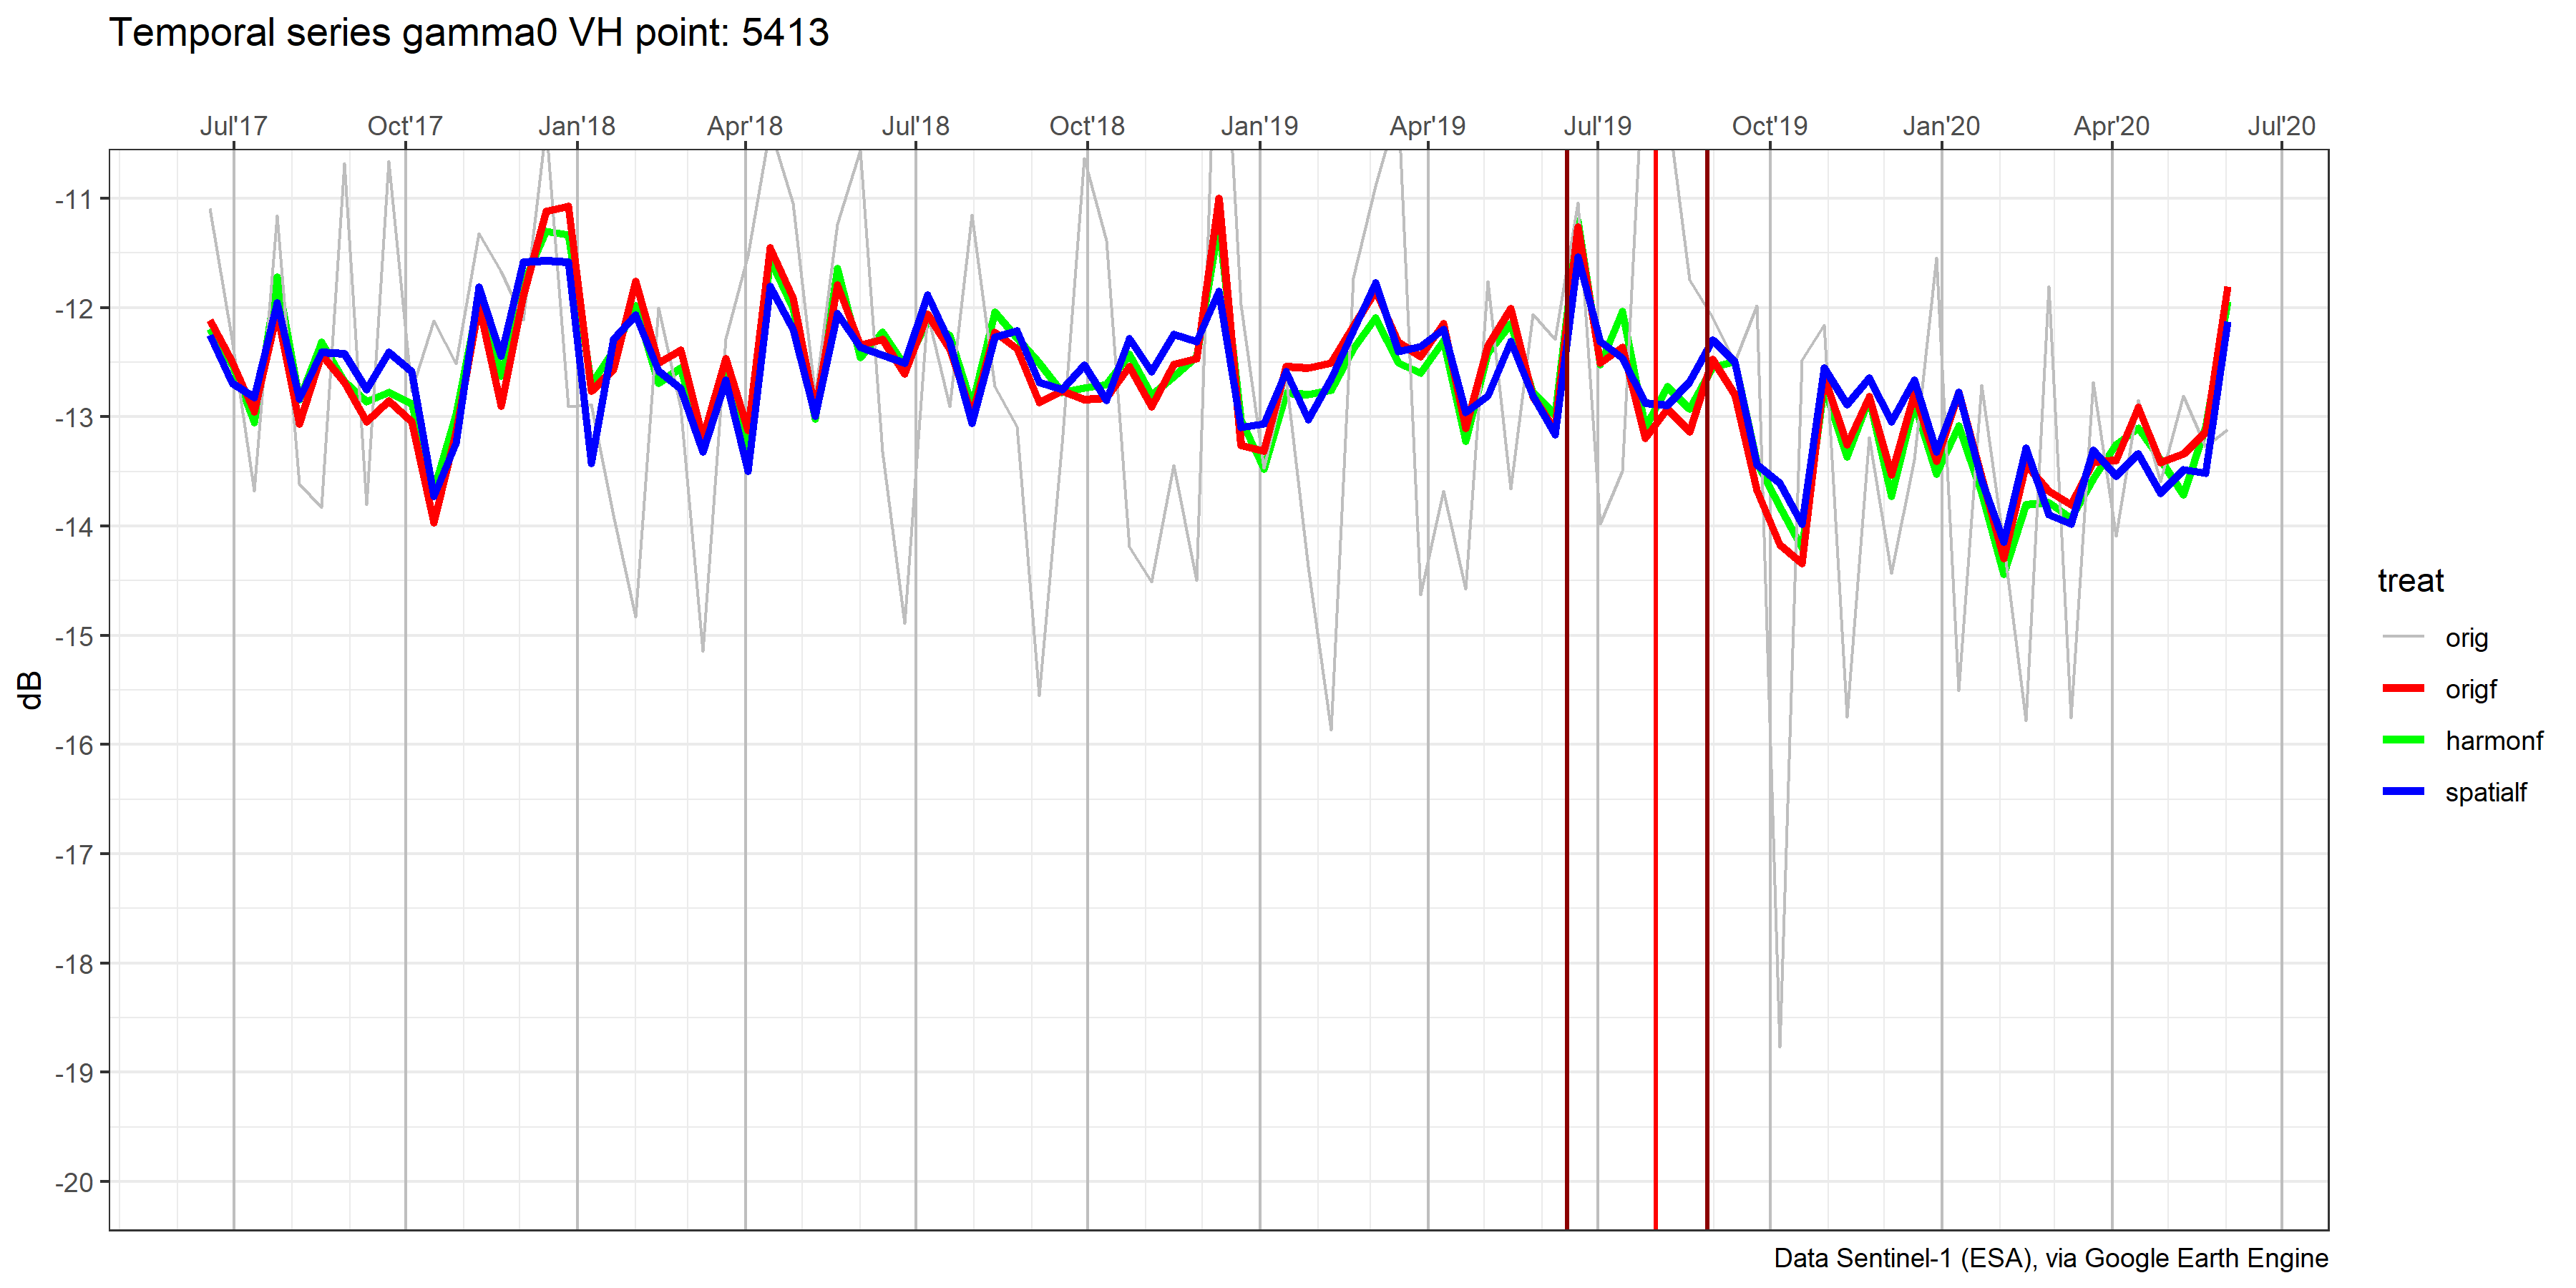 Temporal series gamma0 VH point: 5413
Jul'17 Oct'17 Jan'18 Apr'18 Jul'18 Oct'18 Jan'19 Apr'19 Jul'19 Oct'19 Jan'20 Apr'20 Jul'20
-11
-12
-13
-14
-15
-16
-17
-18
-19
-20
dB
treat
orig
origf
harmonf
spatialf
Data Sentinel-1 (ESA), via Google Earth Engine